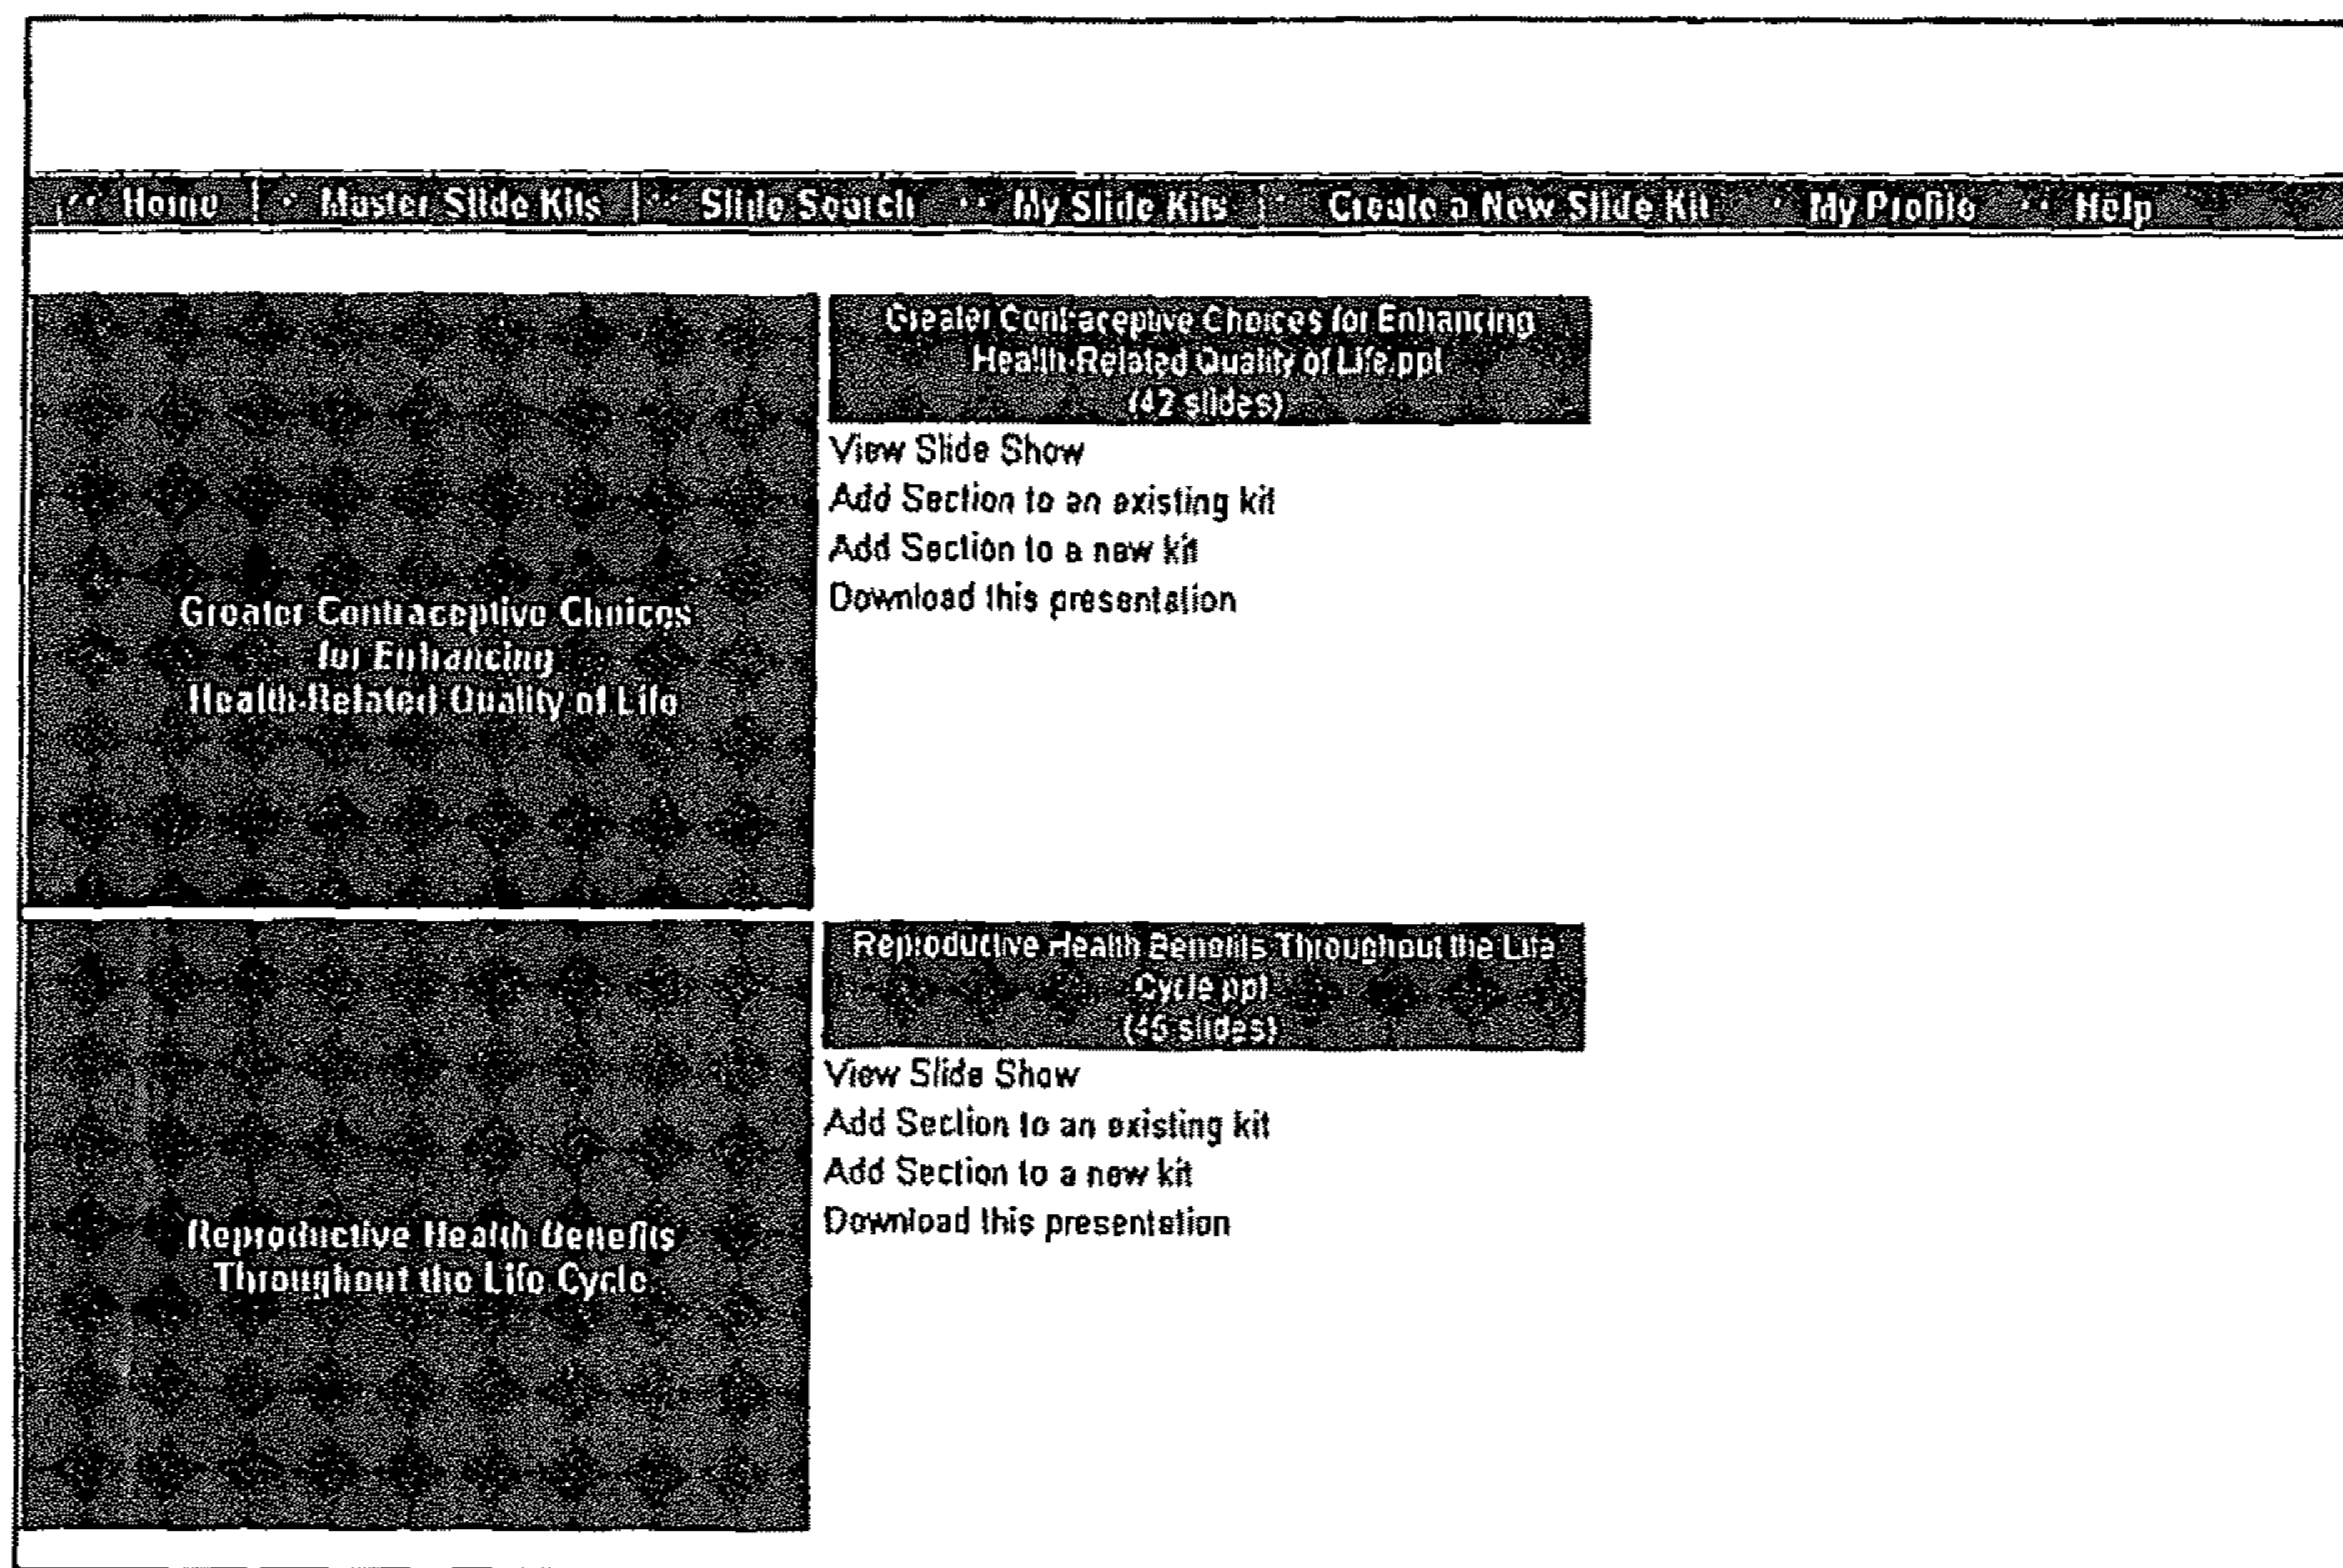 Home Master Slide Kits Slide Search My Slide Kits Create a New Slide Kit My Profile Help
Greater Contraceptive Choices for Enhancing
Health-Related Quality of Life.ppt
(42 slides)
View Slide Show
Add Section to an existing kit
Add Section to a new kit
Download this presentation
Greater Contraceptive Choices
for Enhancing
Health-Related Quality of Life
Reproductive Health Benefits Throughout the Life
Cycle.ppt
(46 slides)
View Slide Show
Add Section to an existing kit
Add Section to a new kit
Download this presentation
Reproductive Health Benefits
Throughout the Life Cycle